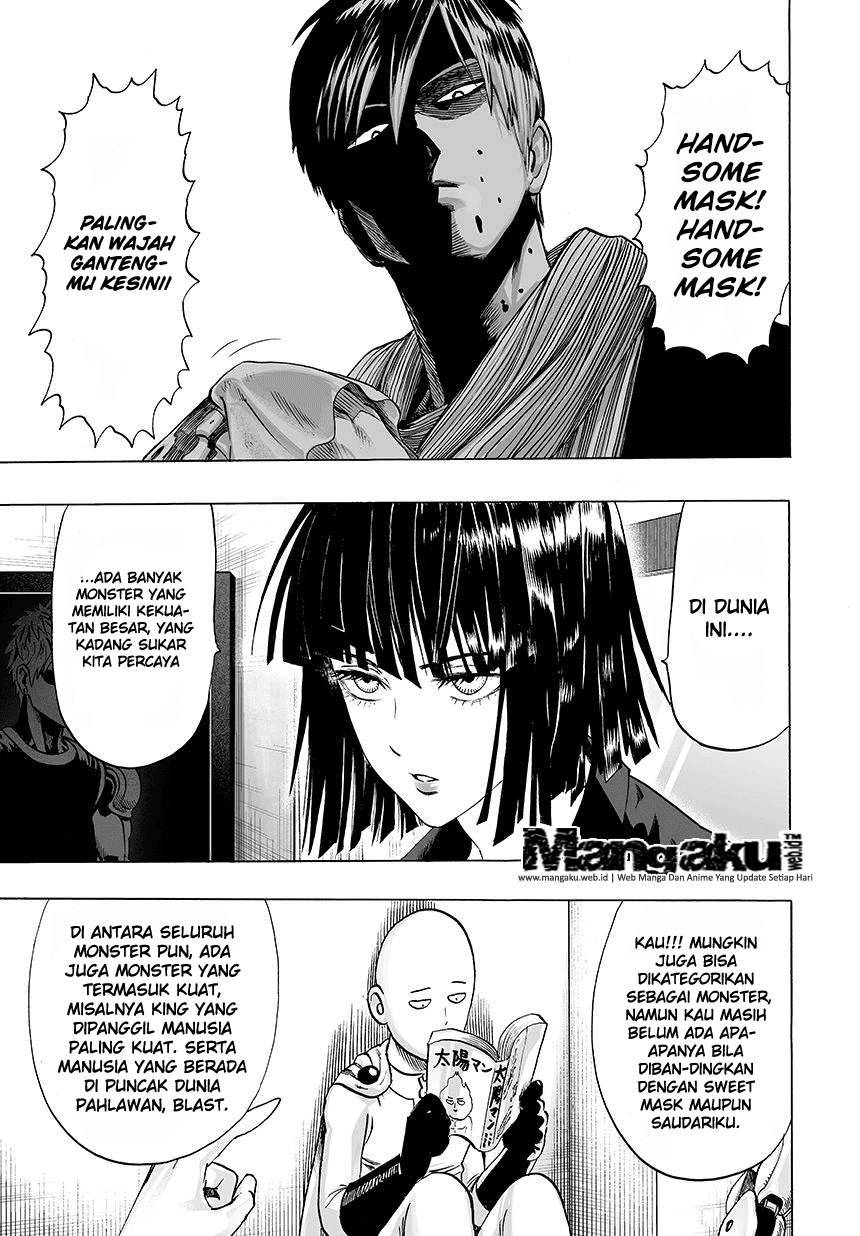 HAND-
SOME
MASK!
HAND-
SOME
MASK!
PALING-
KAN WAJAH
GANTENG-
MU KESINI!
DI DUNIA
INI....
...ADA BANYAK
MONSTER YANG
MEMILIKI KEKUA-
TAN BESAR, YANG
KADANG SUKAR
KITA PERCAYA
Mangaku
web.id
www.mangaku.web.id | Web Manga Dan Anime Yang Update Setiap Hari
KAU!!! MUNGKIN
JUGA BISA
DIKATEGORIKAN
SEBAGAI MONSTER,
NAMUN KAU MASIH
BELUM ADA APA-
APANYA BILA
DIBAN-DINGKAN
DENGAN SWEET
MASK MAUPUN
SAUDARIKU.
DI ANTARA SELURUH
MONSTER PUN, ADA
JUGA MONSTER YANG
TERMASUK KUAT,
MISALNYA KING YANG
DIPANGGIL MANUSIA
PALING KUAT. SERTA
MANUSIA YANG BERADA
DI PUNCAK DUNIA
PAHLAWAN, BLAST.
太陽マン